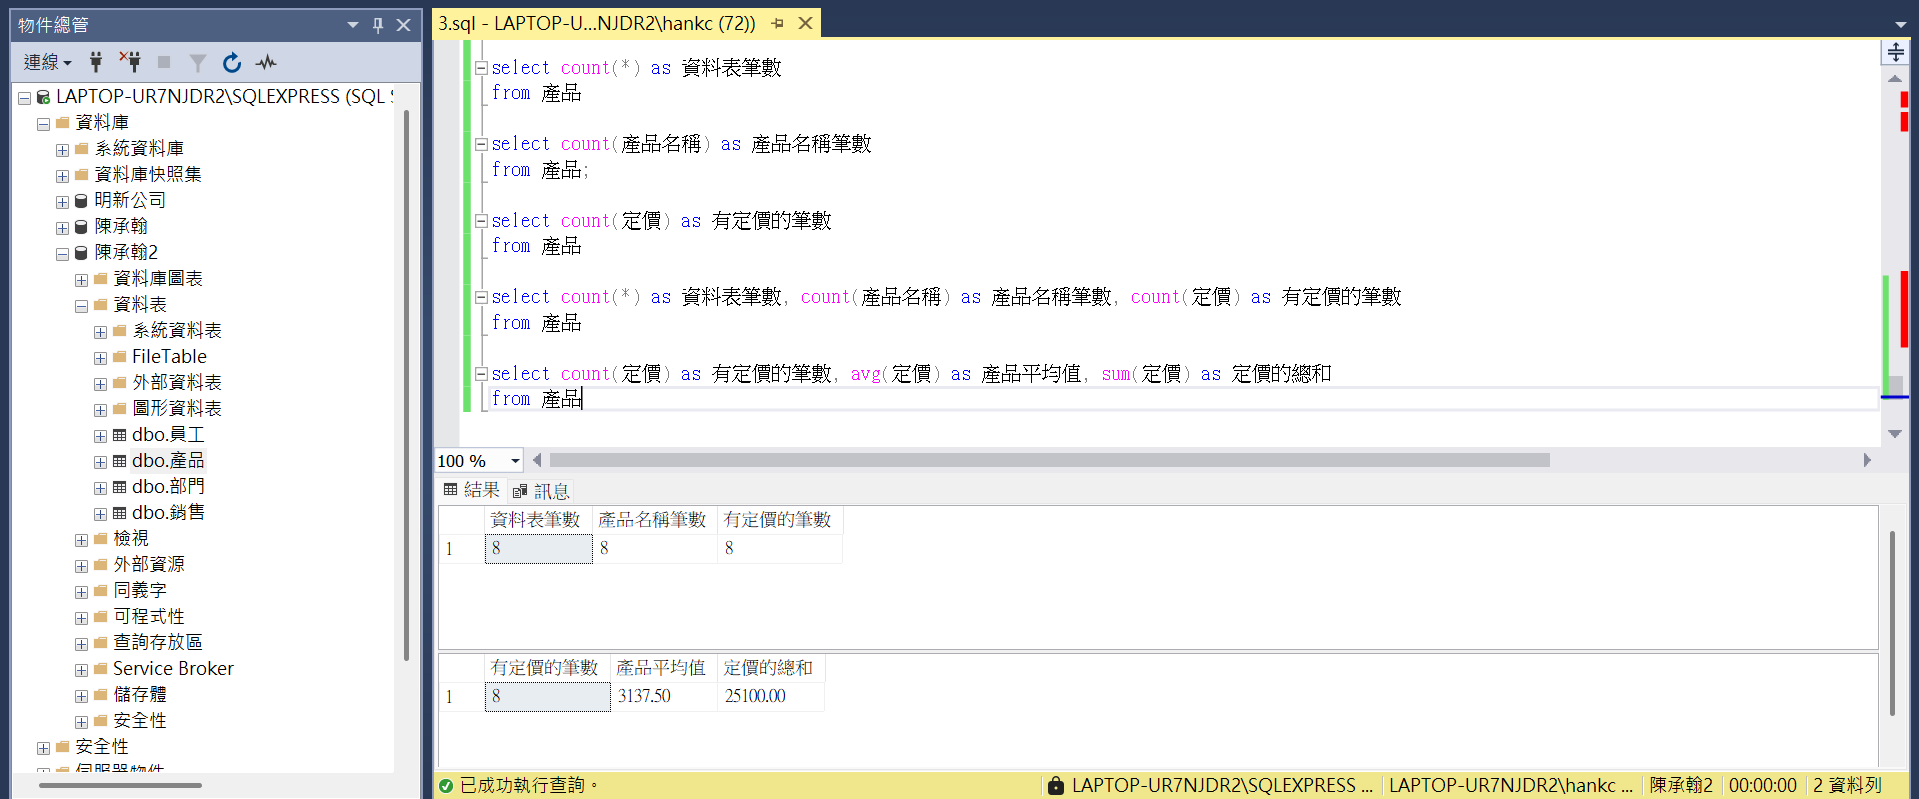 物件總管
連線
LAPTOP-UR7NJDR2\SQLEXPRESS (SQL S
資料庫
系統資料庫
資料庫快照集
明新公司
陳承翰
陳承翰2
資料庫圖表
資料表
系統資料表
FileTable
外部資料表
圖形資料表
dbo.員工
dbo.產品
dbo.部門
dbo.銷售
檢視
外部資源
同義字
可程式性
查詢存放區
Service Broker
儲存體
安全性
安全性
伺服器物件
3.sql - LAPTOP-U...NJDR2\hankc (72))
select count(*) as 資料表筆數
from 產品
select count(產品名稱) as 產品名稱筆數
from 產品;
select count(定價) as 有定價的筆數
from 產品
select count(*) as 資料表筆數, count(產品名稱) as 產品名稱筆數, count(定價) as 有定價的筆數
from 產品
select count(定價) as 有定價的筆數, avg(定價) as 產品平均值, sum(定價) as 定價的總和
from 產品
100 %
結果 訊息
資料表筆數 產品名稱筆數 有定價的筆數
1 8 8 8
有定價的筆數 產品平均值 定價的總和
1 8 3137.50 25100.00
已成功執行查詢。 LAPTOP-UR7NJDR2\SQLEXPRESS ... LAPTOP-UR7NJDR2\hankc ... 陳承翰2 00:00:00 2 資料列